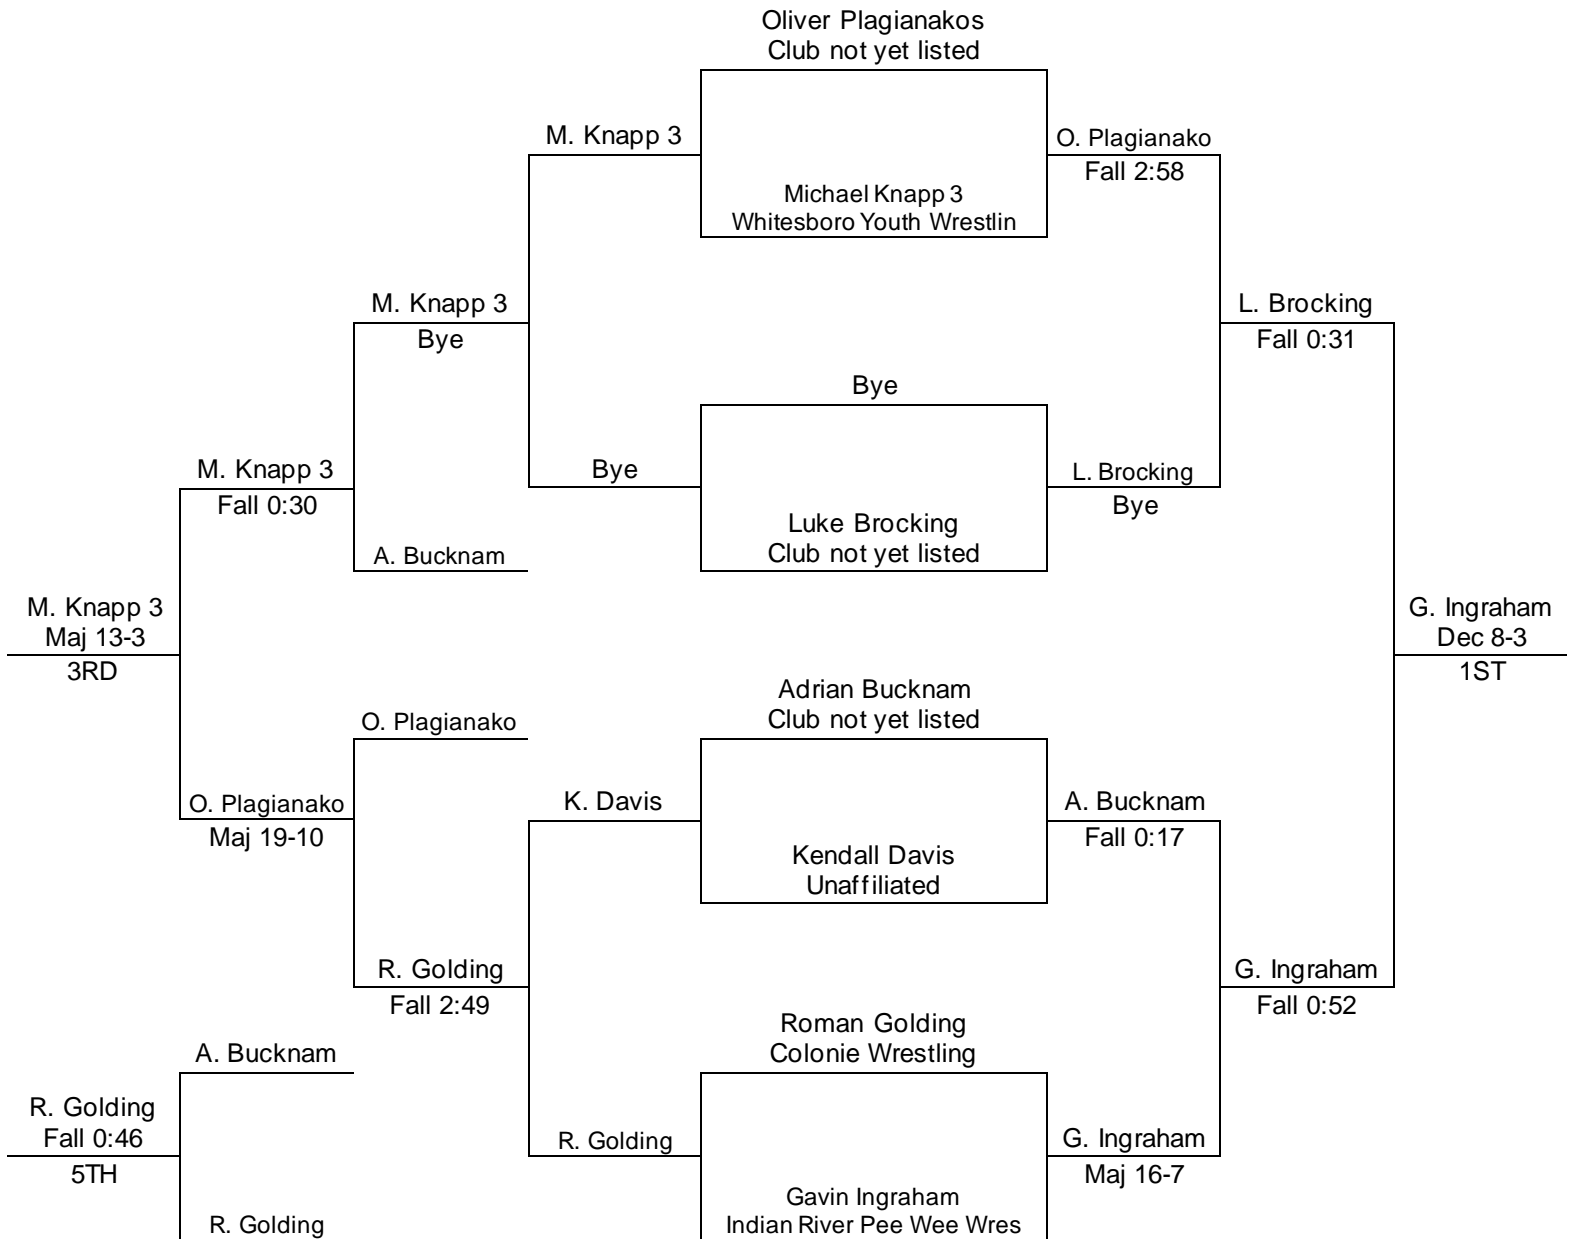 Oliver Plagianakos
Club not yet listed
M. Knapp 3
O. Plagianako
Fall 2:58
Michael Knapp 3
Whitesboro Youth Wrestlin
M. Knapp 3
Bye
L. Brocking
Fall 0:31
Bye
M. Knapp 3
Fall 0:30
Bye
L. Brocking
Bye
Luke Brocking
Club not yet listed
A. Bucknam
M. Knapp 3
Maj 13-3
3RD
G. Ingraham
Dec 8-3
1ST
Adrian Bucknam
Club not yet listed
O. Plagianako
O. Plagianako
Maj 19-10
K. Davis
A. Bucknam
Fall 0:17
Kendall Davis
Unaffiliated
R. Golding
Fall 2:49
G. Ingraham
Fall 0:52
Roman Golding
Colonie Wrestling
A. Bucknam
R. Golding
Fall 0:46
5TH
R. Golding
G. Ingraham
Maj 16-7
Gavin Ingraham
Indian River Pee Wee Wres
R. Golding